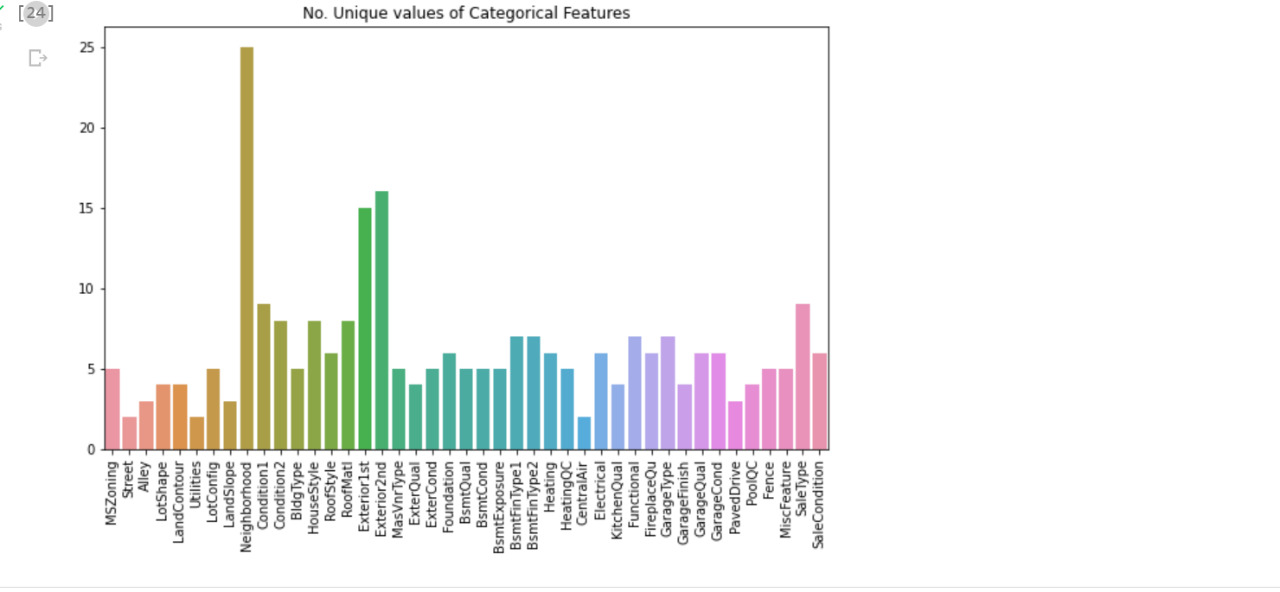 [24]
No. Unique values of Categorical Features
25
20
15
10
5
0
MSZoning
Street
Alley
LotShape
LandContour
Utilities
LotConfig
LandSlope
Neighborhood
Condition1
Condition2
BldgType
HouseStyle
RoofStyle
RoofMatl
Exterior1st
Exterior2nd
MasVnrType
ExterQual
ExterCond
Foundation
BsmtQual
BsmtCond
BsmtExposure
BsmtFinType1
BsmtFinType2
Heating
HeatingQC
CentralAir
Electrical
KitchenQual
Functional
FireplaceQu
GarageType
GarageFinish
GarageQual
GarageCond
PavedDrive
PoolQC
Fence
MiscFeature
SaleType
SaleCondition